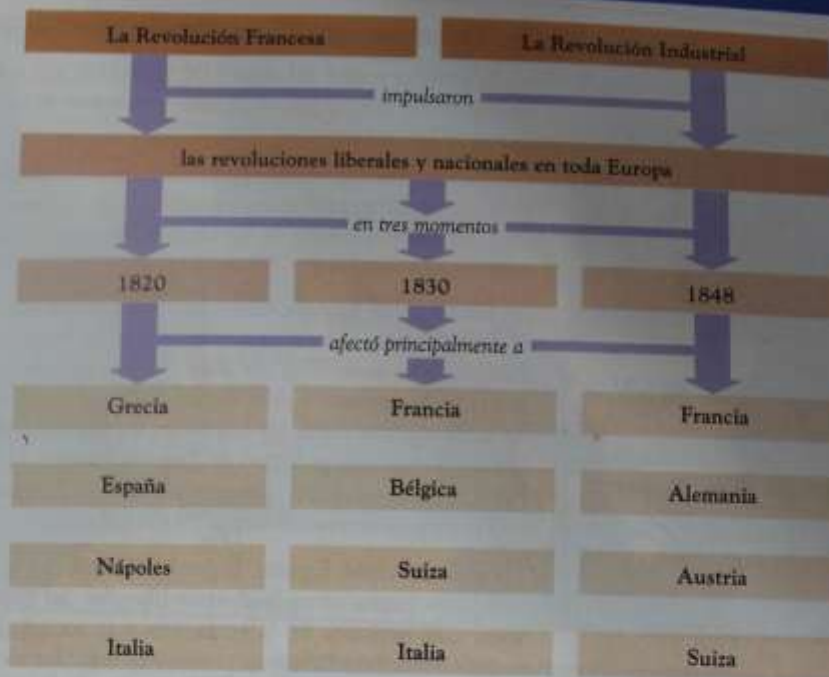 La Revolución Francesa
La Revolución Industrial
impulsaron
las revoluciones liberales y nacionales en toda Europa
en tres momentos
1820
1830
1848
afectó principalmente a
Grecia
Francia
Francia
España
Bélgica
Alemania
Nápoles
Suiza
Austria
Italia
Italia
Suiza